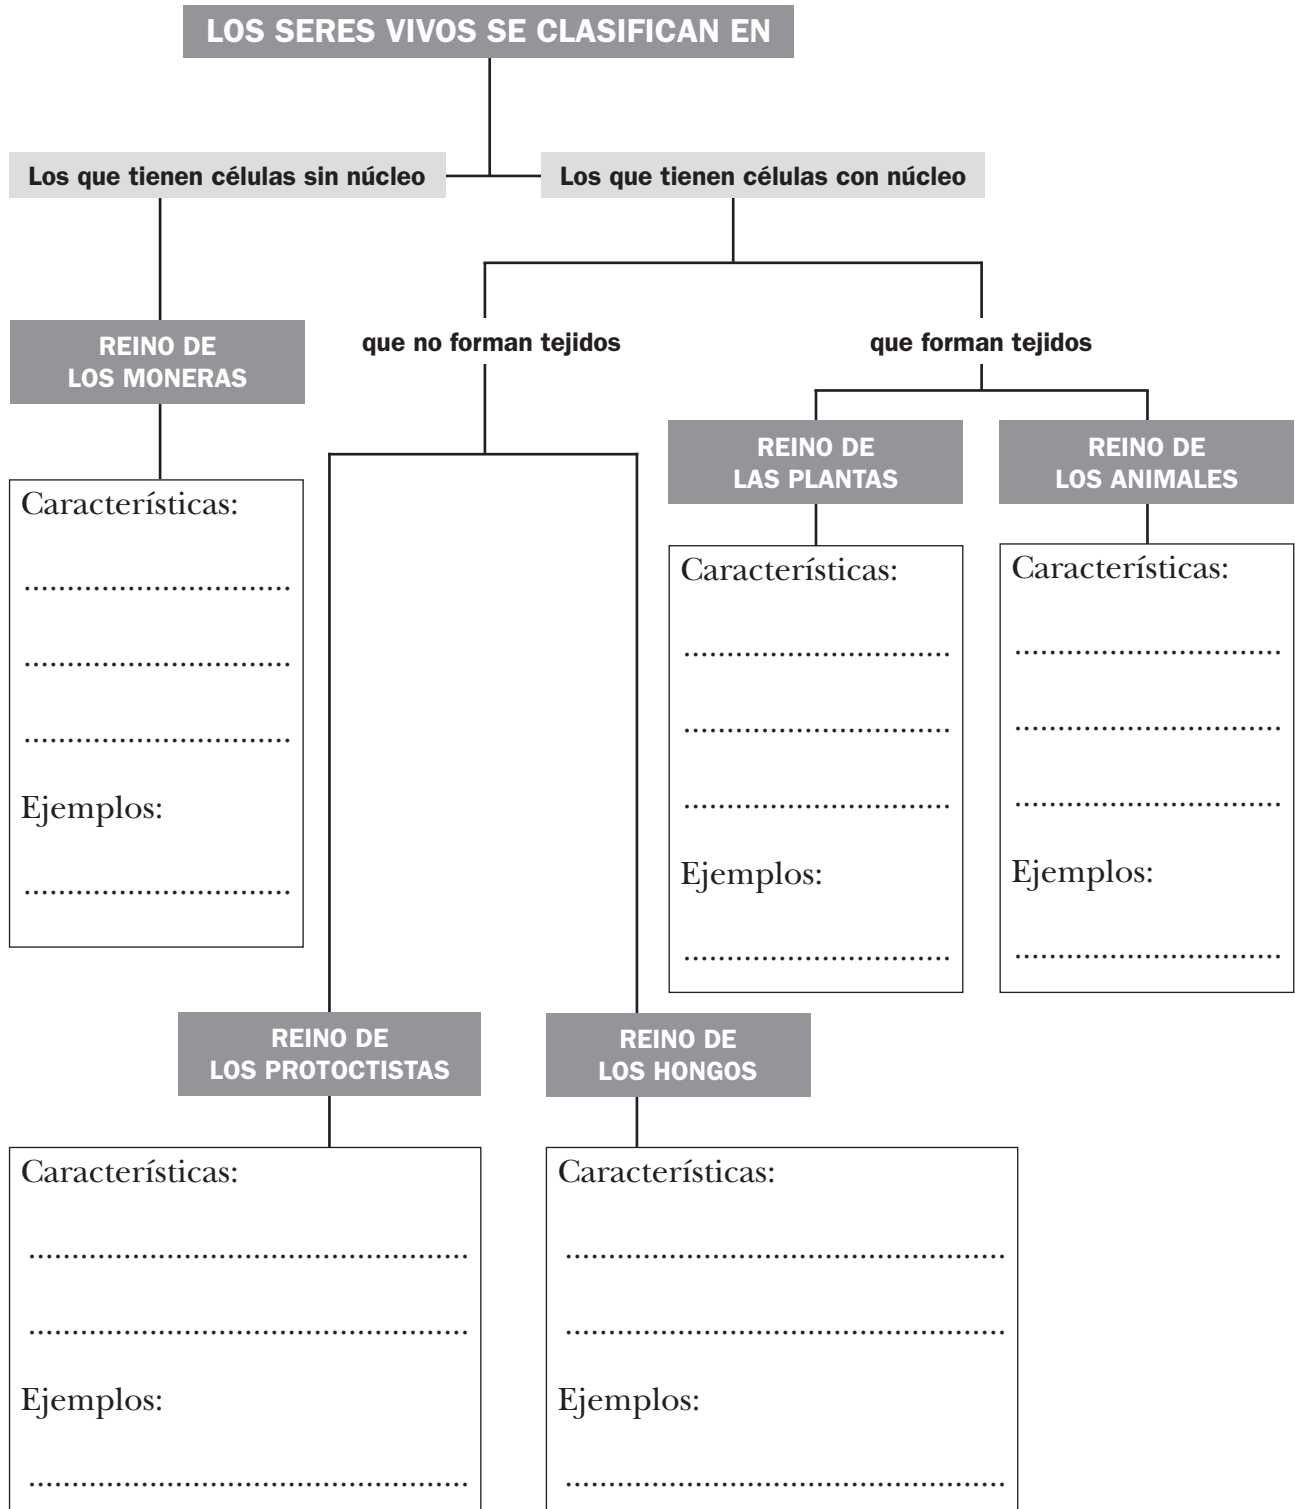 LOS SERES VIVOS SE CLASIFICAN EN
Los que tienen células sin núcleo
Los que tienen células con núcleo
REINO DE
LOS MONERAS
que no forman tejidos
que forman tejidos
REINO DE
LAS PLANTAS
REINO DE
LOS ANIMALES
Características:
..............................
..............................
..............................
Ejemplos:
..............................
Características:
..............................
..............................
..............................
Ejemplos:
..............................
Características:
..............................
..............................
..............................
Ejemplos:
..............................
REINO DE
LOS PROTOCTISTAS
REINO DE
LOS HONGOS
Características:
..................................................
..................................................
Ejemplos:
..................................................
Características:
..................................................
..................................................
Ejemplos:
..................................................